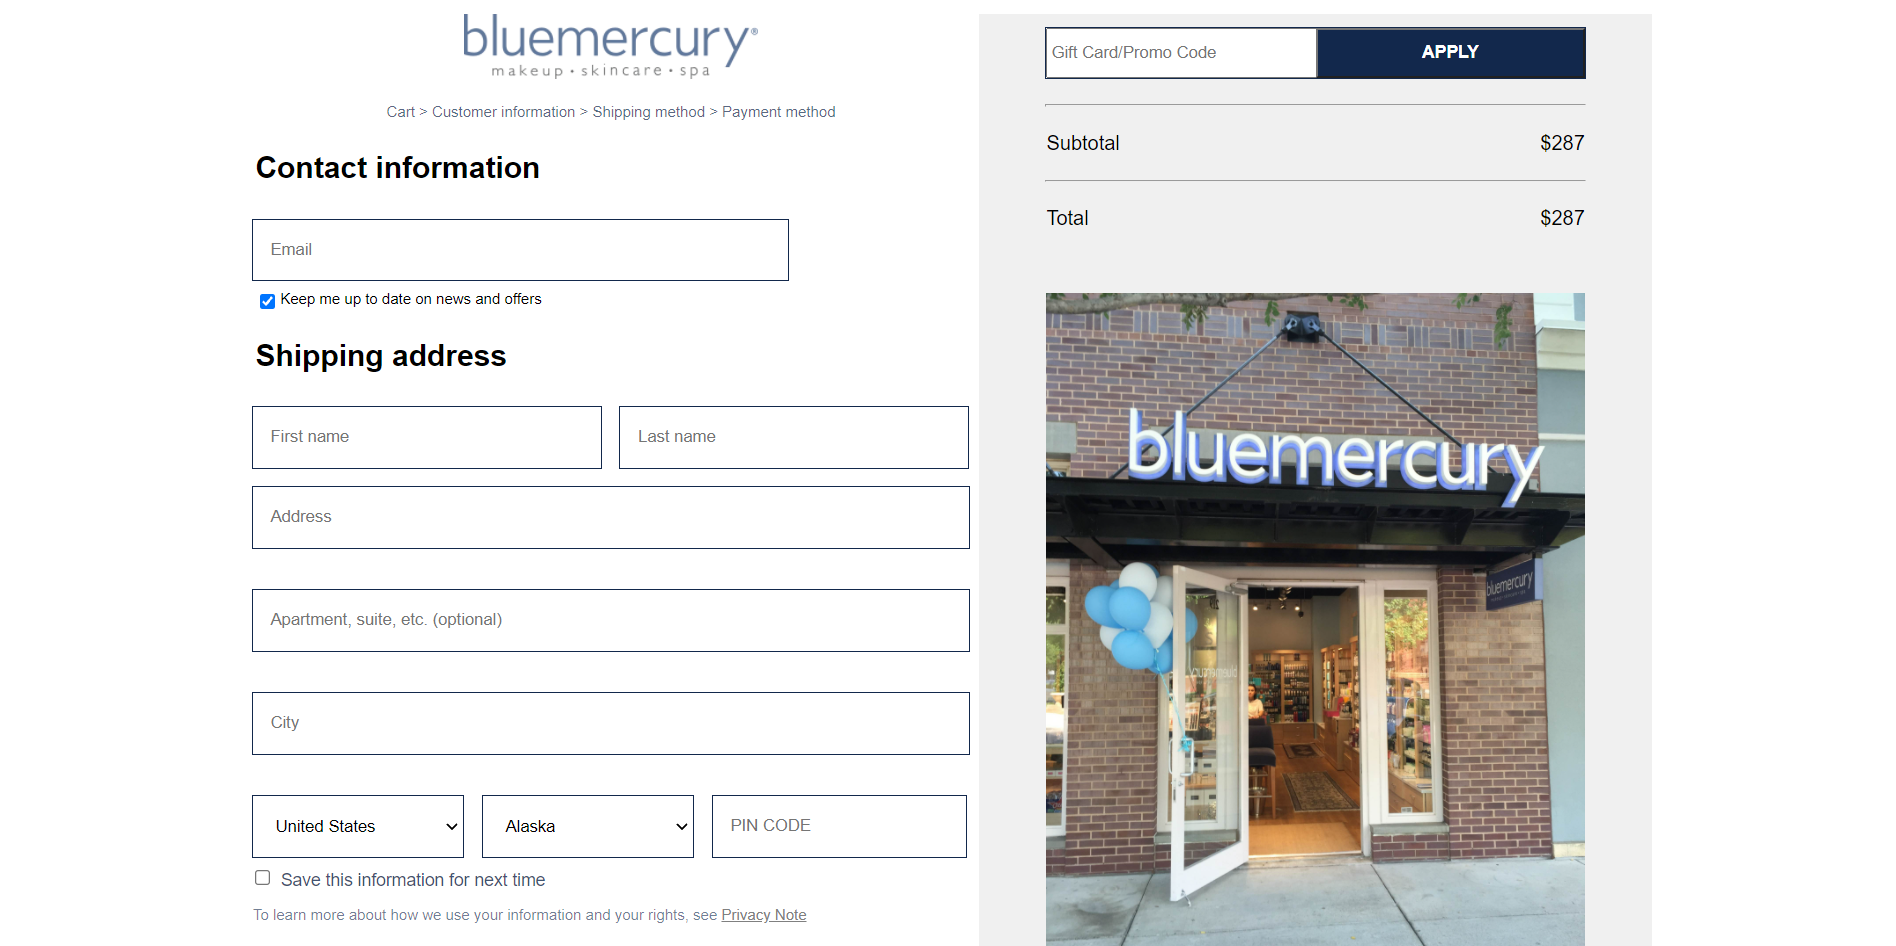 bluemercury®
makeup • skincare • spa
Cart > Customer information > Shipping method > Payment method
Contact information
Email
Keep me up to date on news and offers
Shipping address
First name
Last name
Address
Apartment, suite, etc. (optional)
City
United States
Alaska
PIN CODE
Save this information for next time
To learn more about how we use your information and your rights, see Privacy Note
Gift Card/Promo Code
APPLY
Subtotal
$287
Total
$287
bluemercury
bluemercury
bluemercury